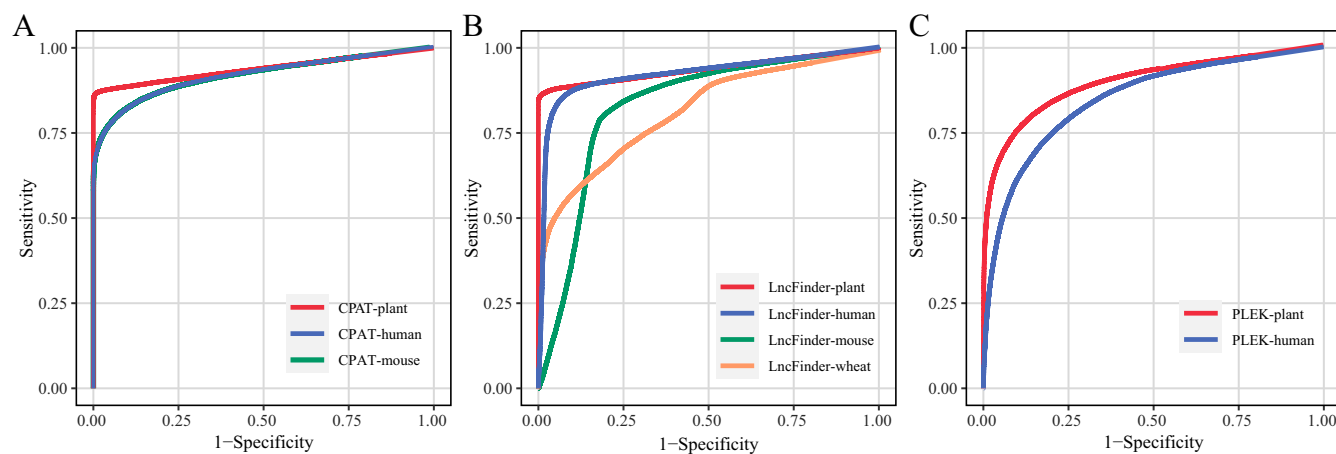 A
Sensitivity
1.00
0.75
0.50
0.25
0.00
CPAT-plant
CPAT-human
CPAT-mouse
0.00 0.25 0.50 0.75 1.00
1−Specificity
B
Sensitivity
1.00
0.75
0.50
0.25
0.00
LncFinder-plant
LncFinder-human
LncFinder-mouse
LncFinder-wheat
0.00 0.25 0.50 0.75 1.00
1−Specificity
C
Sensitivity
1.00
0.75
0.50
0.25
0.00
PLEK-plant
PLEK-human
0.00 0.25 0.50 0.75 1.00
1−Specificity